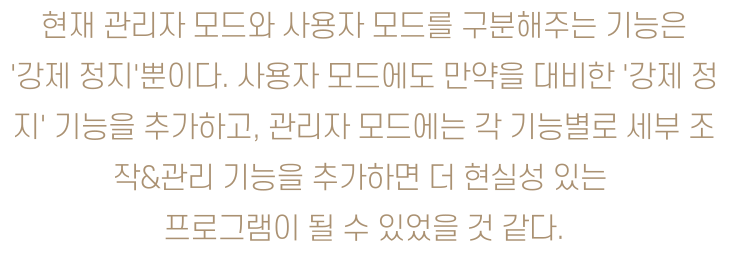 현재 관리자 모드와 사용자 모드를 구분해주는 기능은
'강제 정지'뿐이다. 사용자 모드에도 만약을 대비한 '강제 정
지' 기능을 추가하고, 관리자 모드에는 각 기능별로 세부 조
작&관리 기능을 추가하면 더 현실성 있는
프로그램이 될 수 있었을 것 같다.